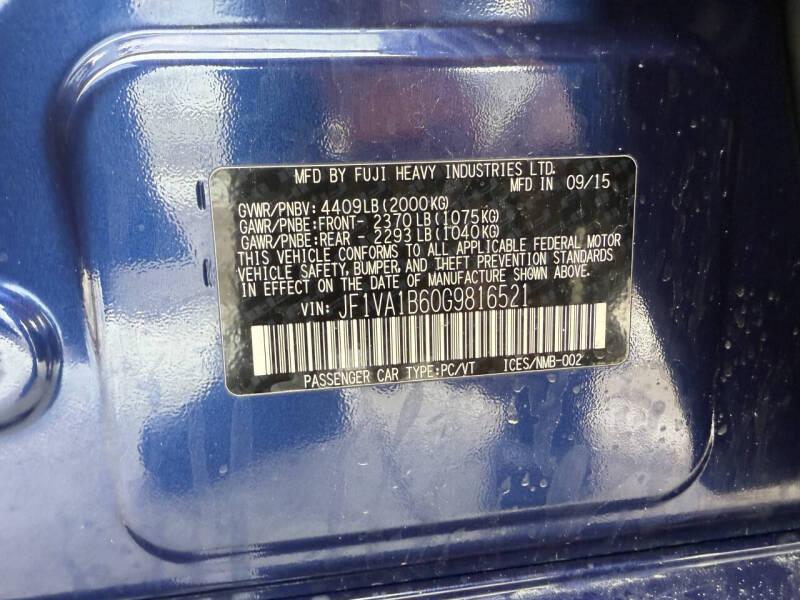 MFD BY FUJI HEAVY INDUSTRIES LTD.
MFD IN 09/15
GVWR/PNBV: 4409LB(2000KG)
GAWR/PNBE:FRONT- 2370LB(1075KG)
GAWR/PNBE:REAR - 2293LB(1040KG)
THIS VEHICLE CONFORMS TO ALL APPLICABLE FEDERAL MOTOR
VEHICLE SAFETY, BUMPER, AND THEFT PREVENTION STANDARDS
IN EFFECT ON THE DATE OF MANUFACTURE SHOWN ABOVE.
VIN: JF1VA1B60G9816521
PASSENGER CAR TYPE:PC/VT ICES/NMB-002